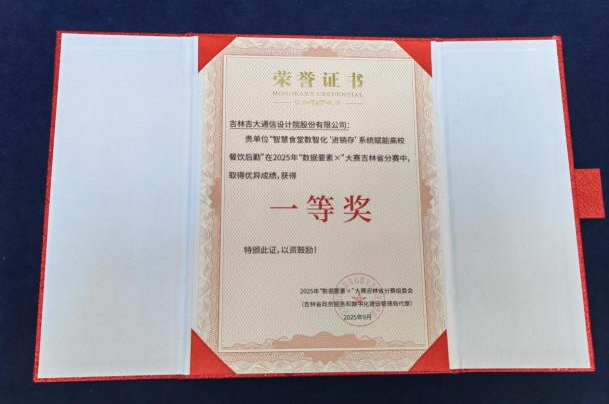 荣誉证书
HONORARY CREDENTIAL
吉林吉大通信设计院股份有限公司：
贵单位“智慧食堂数智化‘进销存’系统赋能高校
餐饮后勤”在2025年“数据要素×”大赛吉林省分赛中，
取得优异成绩，获得
一等奖
特颁此证，以资鼓励！
2025年“数据要素×”大赛吉林省分赛组委会
（吉林省政务服务和数字化建设管理局代章）
2025年9月